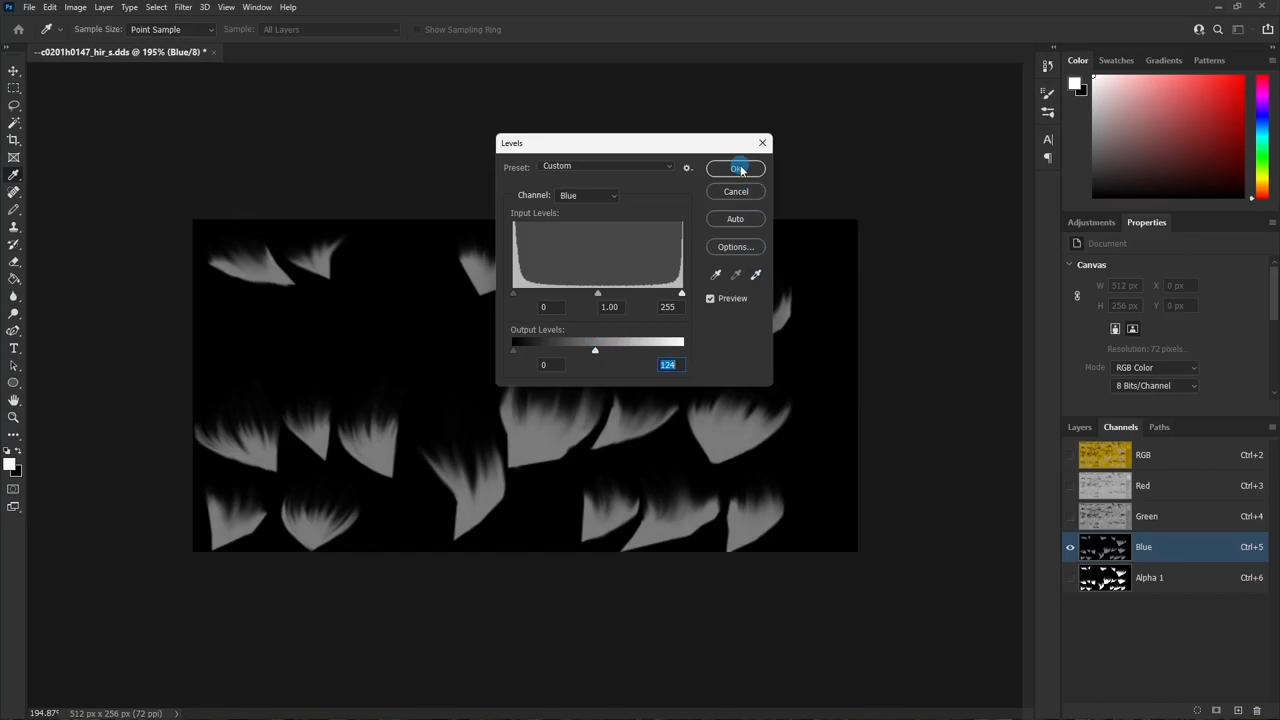 Ps File Edit Image Layer Type Select Filter 3D View Window Help
Sample Size: Point Sample Sample: All Layers Show Sampling Ring
--c0201h0147_hir_s.dds @ 195% (Blue/8) * ×
Color Swatches Gradients Patterns
Levels
Preset: Custom
OK
Channel: Blue
Cancel
Input Levels:
Auto
Options...
0 1.00 255
Preview
Output Levels:
0 124
Adjustments Properties
Document
Canvas
W 512 px X 0 px
H 256 px Y 0 px
Resolution: 72 pixels...
Mode RGB Color
8 Bits/Channel
Layers Channels Paths
RGB Ctrl+2
Red Ctrl+3
Green Ctrl+4
Blue Ctrl+5
Alpha 1 Ctrl+6
194.87% 512 px x 256 px (72 ppi)